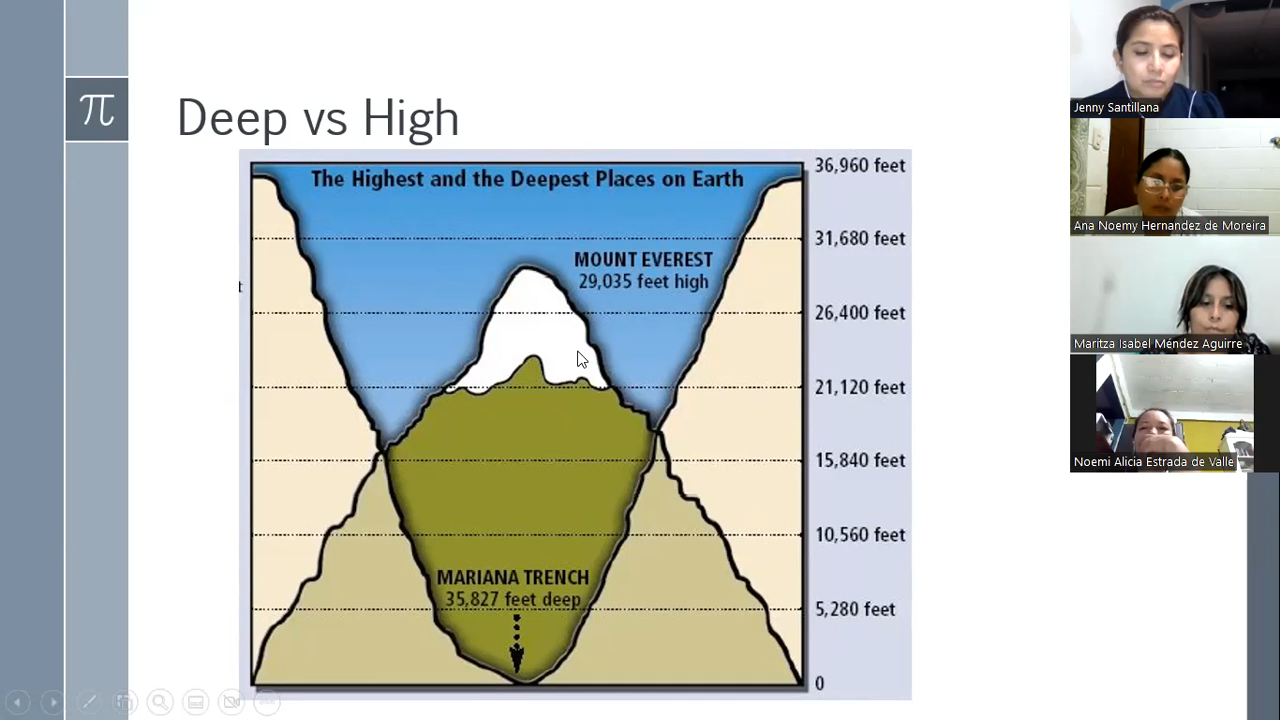 π
Deep vs High
The Highest and the Deepest Places on Earth
36,960 feet
31,680 feet
MOUNT EVEREST
29,035 feet high
t
26,400 feet
21,120 feet
15,840 feet
10,560 feet
MARIANA TRENCH
35,827 feet deep
5,280 feet
0
Jenny Santillana
Ana Noemy Hernandez de Moreira
Maritza Isabel Méndez Aguirre
Noemi Alicia Estrada de Valle